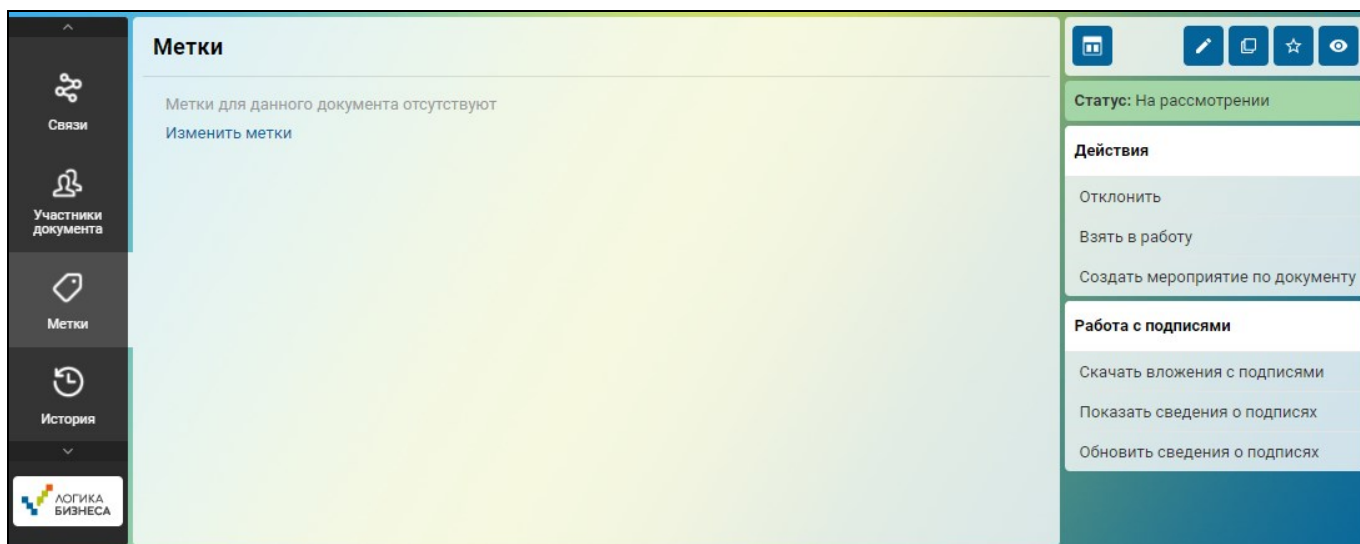 Связи
Участники
документа
Метки
История
ЛОГИКА
БИЗНЕСА
Метки
Метки для данного документа отсутствуют
Изменить метки
Статус: На рассмотрении
Действия
Отклонить
Взять в работу
Создать мероприятие по документу
Работа с подписями
Скачать вложения с подписями
Показать сведения о подписях
Обновить сведения о подписях